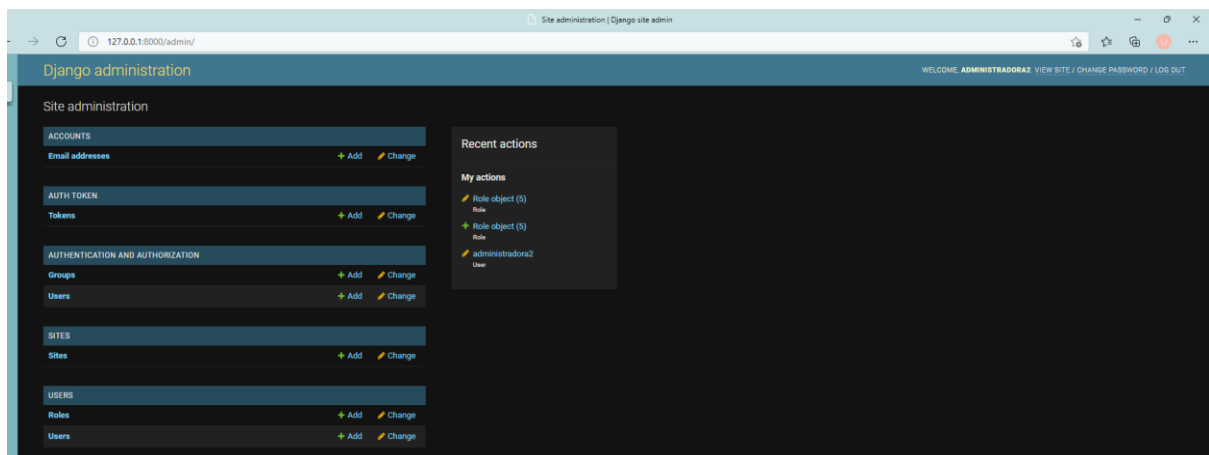 Site administration | Django site admin
127.0.0.1:8000/admin/
Django administration
WELCOME, ADMINISTRADORA2. VIEW SITE / CHANGE PASSWORD / LOG OUT
Site administration
ACCOUNTS
Email addresses Add Change
AUTH TOKEN
Tokens Add Change
AUTHENTICATION AND AUTHORIZATION
Groups Add Change
Users Add Change
SITES
Sites Add Change
USERS
Roles Add Change
Users Add Change
Recent actions
My actions
Role object (5)
Role
Role object (5)
Role
administradora2
User